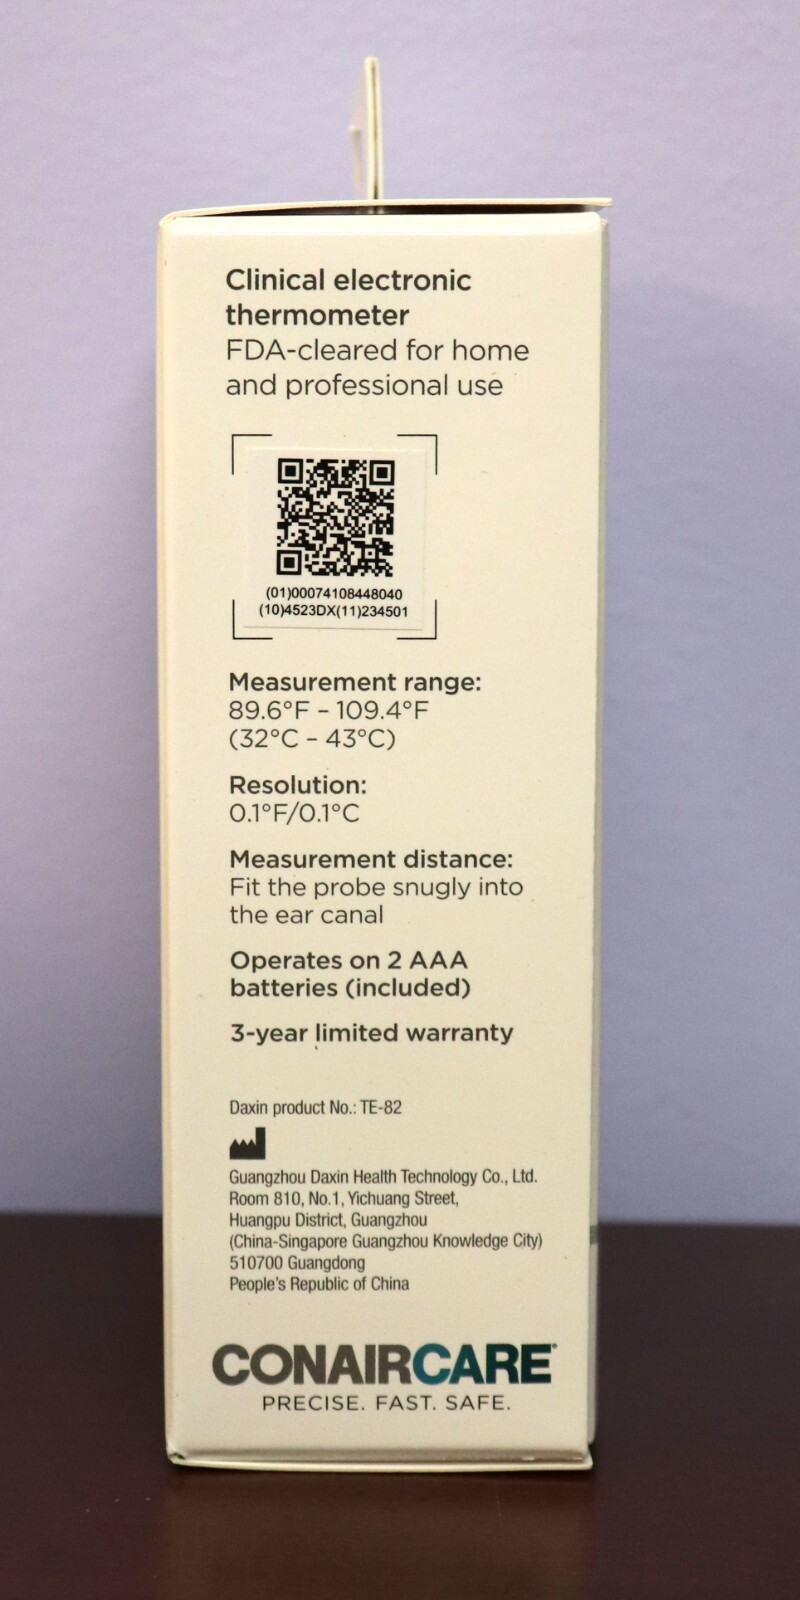 Clinical electronic
thermometer
FDA-cleared for home
and professional use
(01)00074108448040
(10)4523DX(11)234501
Measurement range:
89.6°F – 109.4°F
(32°C – 43°C)
Resolution:
0.1°F/0.1°C
Measurement distance:
Fit the probe snugly into
the ear canal
Operates on 2 AAA
batteries (included)
3-year limited warranty
Daxin product No.: TE-82
Guangzhou Daxin Health Technology Co., Ltd.
Room 810, No.1, Yichuang Street,
Huangpu District, Guangzhou
(China-Singapore Guangzhou Knowledge City)
510700 Guangdong
People's Republic of China
CONAIRCARE®
PRECISE. FAST. SAFE.